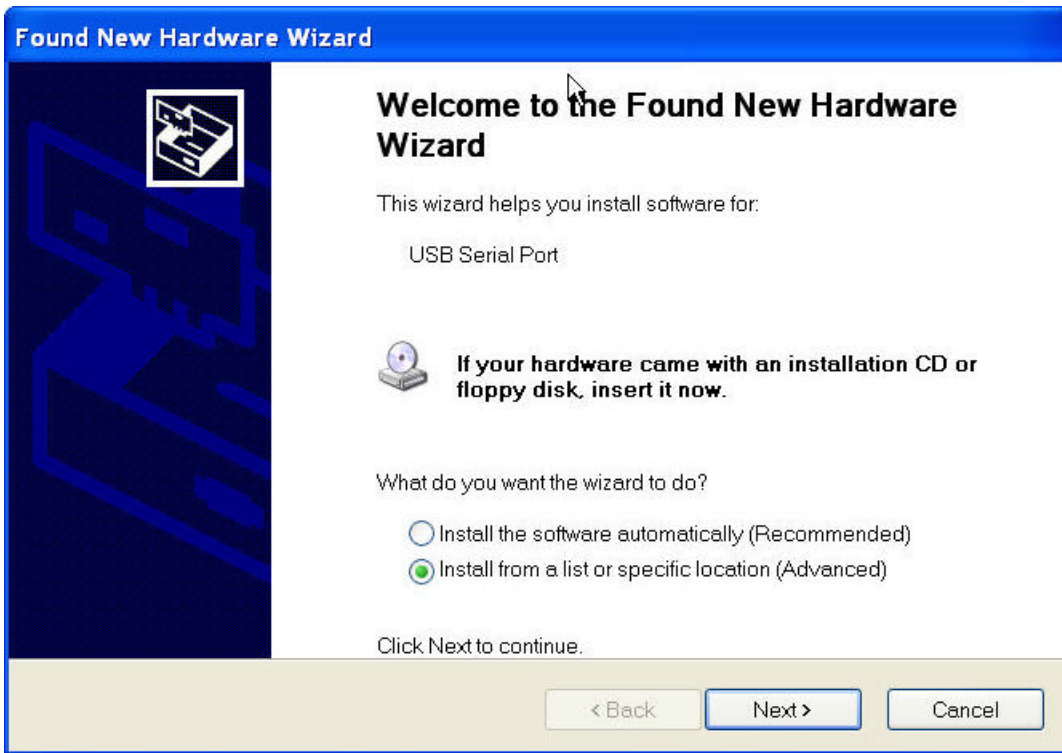 Found New Hardware Wizard
Welcome to the Found New Hardware
Wizard
This wizard helps you install software for:
USB Serial Port
If your hardware came with an installation CD or
floppy disk, insert it now.
What do you want the wizard to do?
Install the software automatically (Recommended)
Install from a list or specific location (Advanced)
Click Next to continue.
< Back
Next >
Cancel